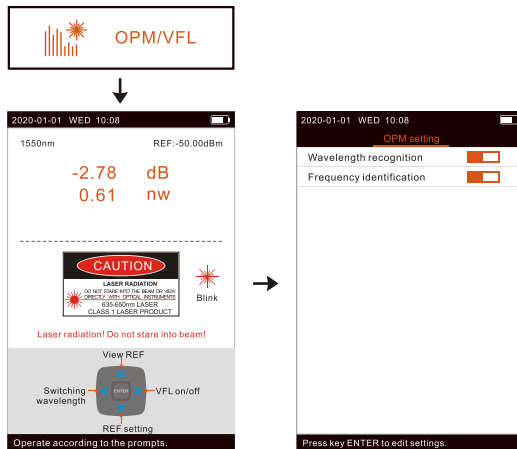 OPM/VFL
2020-01-01 WED 10:08
1550nm REF:-50.00dBm
-2.78 dB
0.61 nw
CAUTION
LASER RADIATION
DO NOT STARE INTO THE BEAM OR VIEW
DIRECTLY WITH OPTICAL INSTRUMENTS
635-650nm LASER
CLASS 1 LASER PRODUCT
Blink
Laser radiation! Do not stare into beam!
View REF
Switching
wavelength
ENTER
VFL on/off
REF setting
Operate according to the prompts.
2020-01-01 WED 10:08
OPM setting
Wavelength recognition
Frequency identification
Press key ENTER to edit settings.